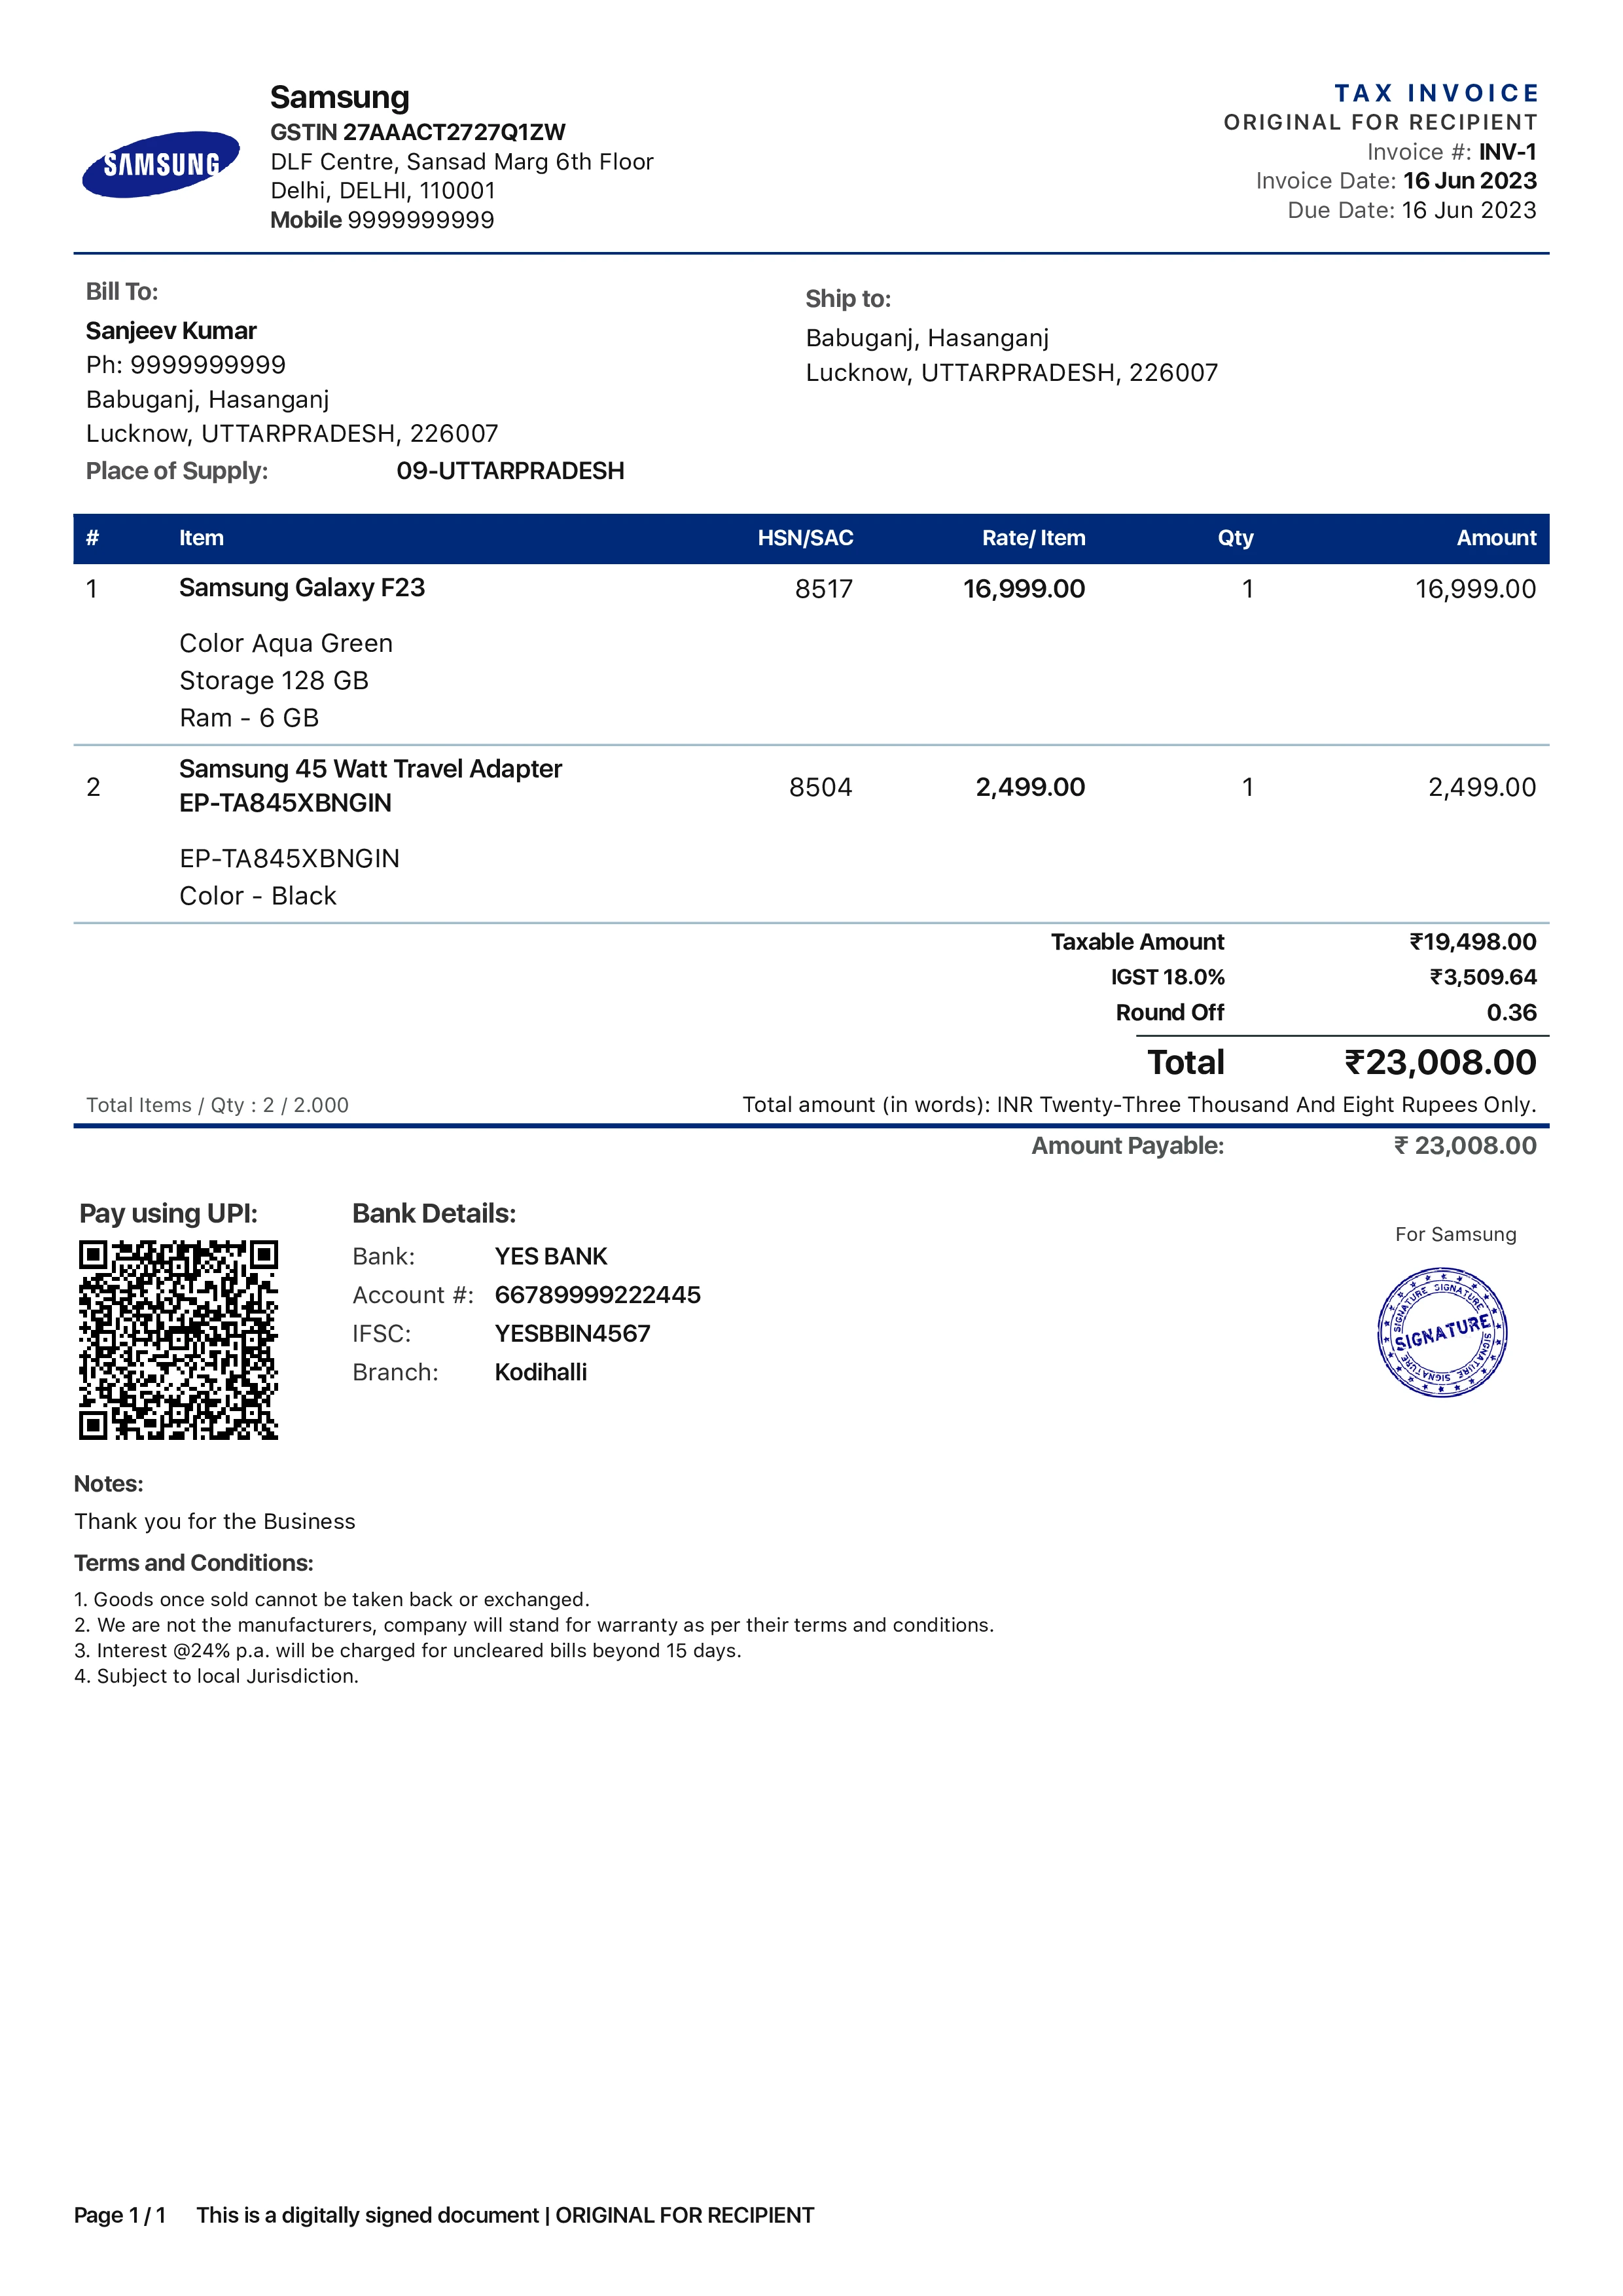 SAMSUNG
Samsung
GSTIN 27AAACT2727Q1ZW
DLF Centre, Sansad Marg 6th Floor
Delhi, DELHI, 110001
Mobile 9999999999
TAX INVOICE
ORIGINAL FOR RECIPIENT
Invoice #: INV-1
Invoice Date: 16 Jun 2023
Due Date: 16 Jun 2023
Bill To:
Sanjeev Kumar
Ph: 9999999999
Babuganj, Hasanganj
Lucknow, UTTARPRADESH, 226007
Place of Supply: 09-UTTARPRADESH
Ship to:
Babuganj, Hasanganj
Lucknow, UTTARPRADESH, 226007
# Item HSN/SAC Rate/ Item Qty Amount
1 Samsung Galaxy F23 8517 16,999.00 1 16,999.00
Color Aqua Green
Storage 128 GB
Ram - 6 GB
2 Samsung 45 Watt Travel Adapter EP-TA845XBNGIN 8504 2,499.00 1 2,499.00
EP-TA845XBNGIN
Color - Black
Taxable Amount ₹19,498.00
IGST 18.0% ₹3,509.64
Round Off 0.36
Total ₹23,008.00
Total Items / Qty : 2 / 2.000 Total amount (in words): INR Twenty-Three Thousand And Eight Rupees Only.
Amount Payable: ₹ 23,008.00
Pay using UPI:
Bank Details:
Bank: YES BANK
Account #: 66789999222445
IFSC: YESBBIN4567
Branch: Kodihalli
For Samsung
SIGNATURE SIGNATURE
SIGNATURE
SIGNATURE SIGNATURE SIGNATURE
Notes:
Thank you for the Business
Terms and Conditions:
1. Goods once sold cannot be taken back or exchanged.
2. We are not the manufacturers, company will stand for warranty as per their terms and conditions.
3. Interest @24% p.a. will be charged for uncleared bills beyond 15 days.
4. Subject to local Jurisdiction.
Page 1 / 1 This is a digitally signed document | ORIGINAL FOR RECIPIENT